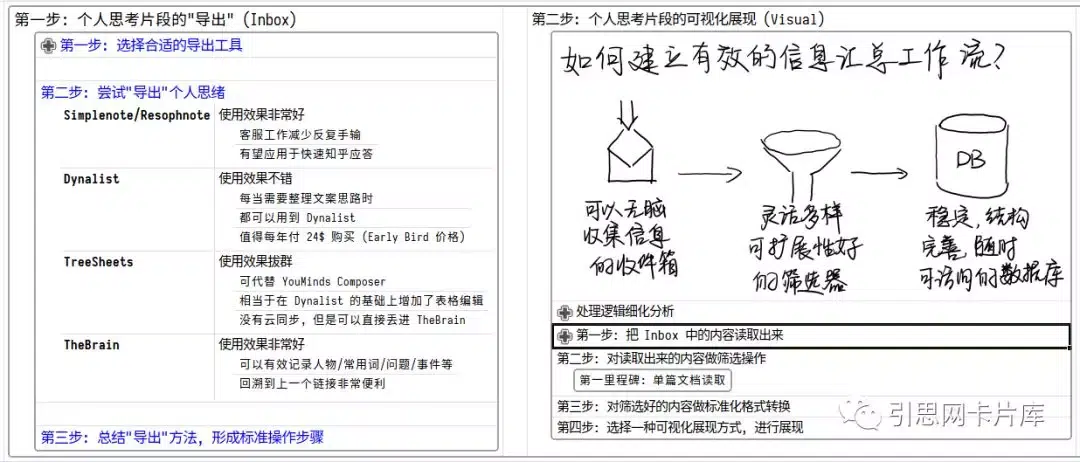 第一步: 个人思考片段的"导出" (Inbox)
第一步: 选择合适的导出工具
第二步: 尝试"导出"个人思绪
Simplenote/Resophnote
使用效果非常好
客服工作减少反复手输
有望应用于快速知乎应答
Dynalist
使用效果不错
每当需要整理文案思路时
都可以用到 Dynalist
值得每年付 24$ 购买 (Early Bird 价格)
TreeSheets
使用效果拔群
可代替 YouMinds Composer
相当于在 Dynalist 的基础上增加了表格编辑
没有云同步, 但是可以直接丢进 TheBrain
TheBrain
使用效果非常好
可以有效记录人物/常用词/问题/事件等
回溯到上一个链接非常便利
第三步: 总结"导出"方法, 形成标准操作步骤
第二步: 个人思考片段的可视化展现 (Visual)
如何建立有效的信息汇总工作流?
DB
可以无脑
收集信息
的收件箱
灵活多样
可扩展性好
的筛选器
稳定, 结构
完善, 随时
可访问的数据库
处理逻辑细化分析
第一步: 把 Inbox 中的内容读取出来
第二步: 对读取出来的内容做筛选操作
第一里程碑: 单篇文档读取
第三步: 对筛选好的内容做标准化格式转换
第四步: 选择一种可视化展现方式, 进行展现
引思网卡片库